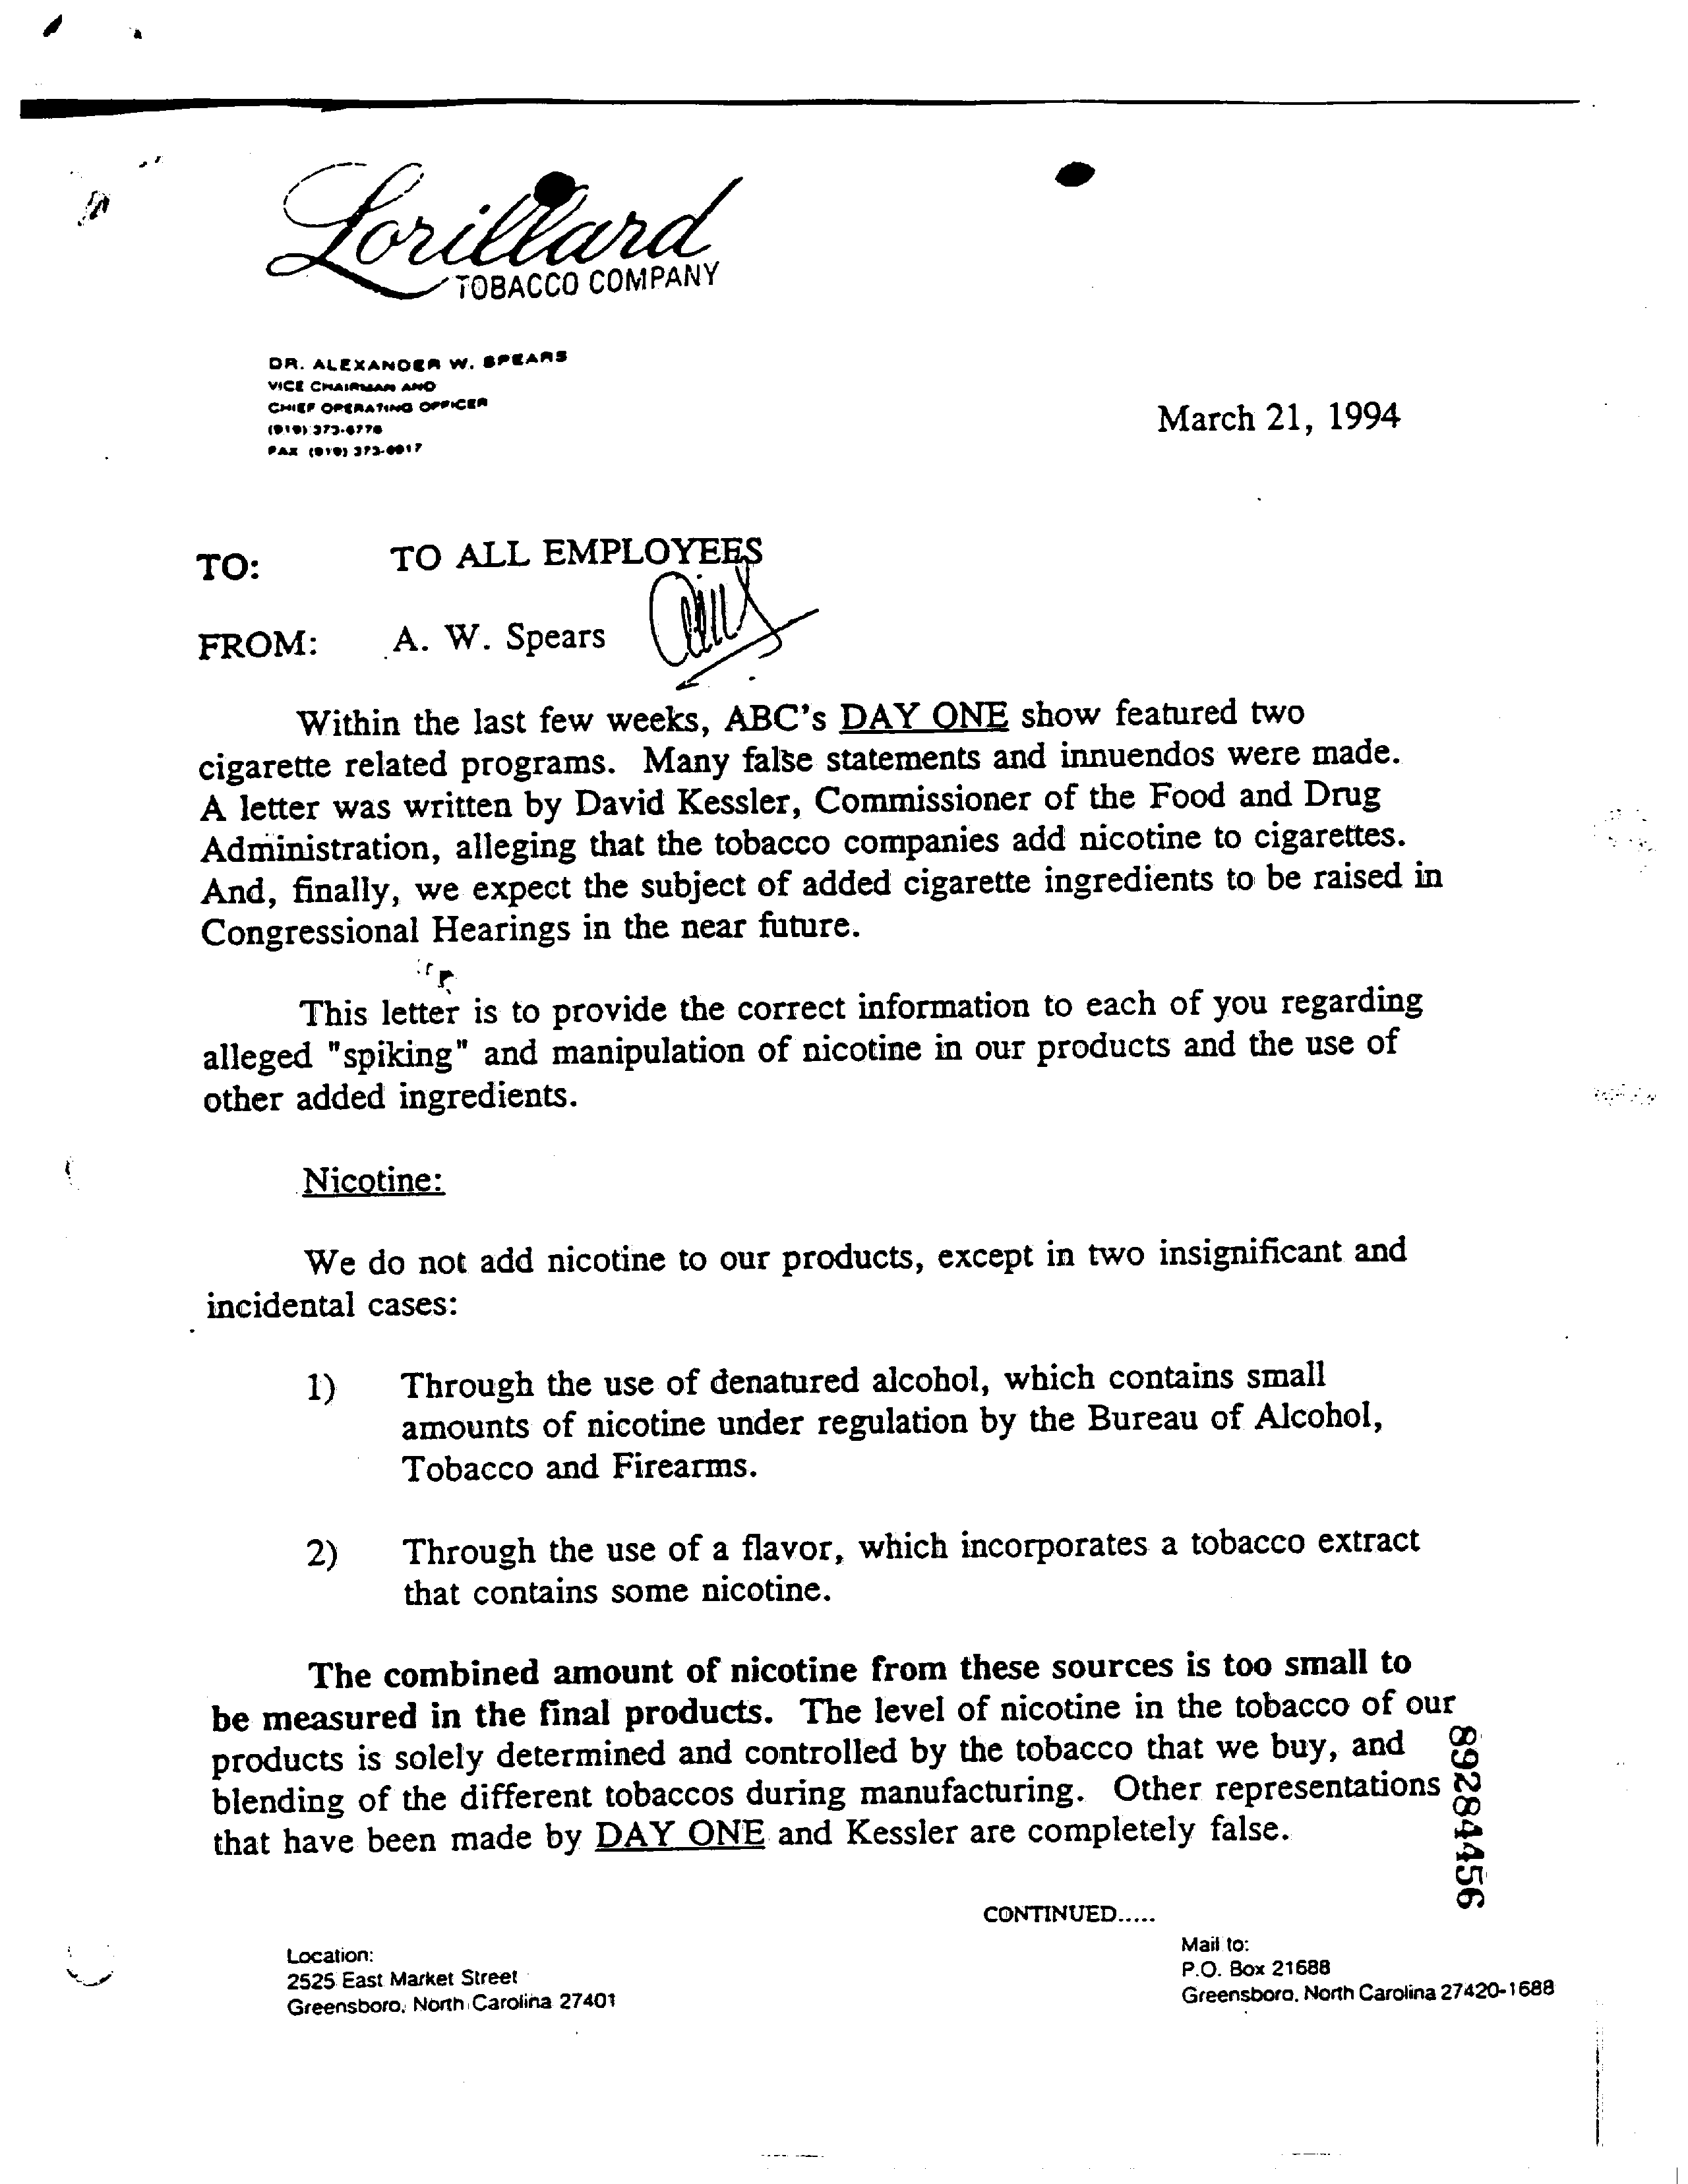 Lorillard
TOBACCO COMPANY
DR. ALEXANDER W. SPEARS
VICE CHAIRMAN AND
CHIEF OPERATING OFFICER
(919) 373-6776
FAX (919) 373-6917
March 21, 1994
TO: TO ALL EMPLOYEES
FROM: A. W. Spears
Within the last few weeks, ABC's DAY ONE show featured two
cigarette related programs. Many false statements and innuendos were made.
A letter was written by David Kessler, Commissioner of the Food and Drug
Administration, alleging that the tobacco companies add nicotine to cigarettes.
And, finally, we expect the subject of added cigarette ingredients to be raised in
Congressional Hearings in the near future.
This letter is to provide the correct information to each of you regarding
alleged "spiking" and manipulation of nicotine in our products and the use of
other added ingredients.
Nicotine:
We do not add nicotine to our products, except in two insignificant and
incidental cases:
1) Through the use of denatured alcohol, which contains small
amounts of nicotine under regulation by the Bureau of Alcohol,
Tobacco and Firearms.
2) Through the use of a flavor, which incorporates a tobacco extract
that contains some nicotine.
The combined amount of nicotine from these sources is too small to
be measured in the final products. The level of nicotine in the tobacco of our
products is solely determined and controlled by the tobacco that we buy, and
blending of the different tobaccos during manufacturing. Other representations
that have been made by DAY ONE and Kessler are completely false.
89284456
CONTINUED.....
Location:
2525 East Market Street
Greensboro, North Carolina 27401
Mail to:
P.O. Box 21688
Greensboro, North Carolina 27420-1688